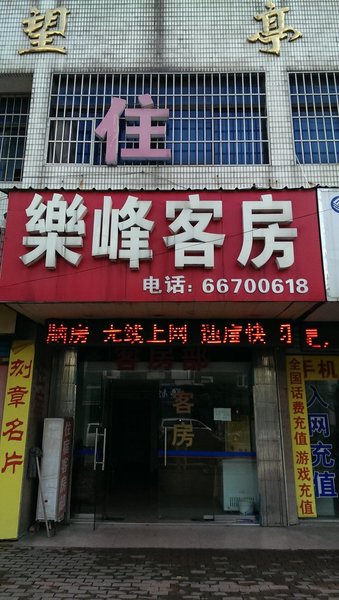 望 亭
住
樂峰客房
电话：66700618
脑房 无线上网 速度快
客房部
客房
刻章名片
手机
入网充值
全国话费充值 游戏充值